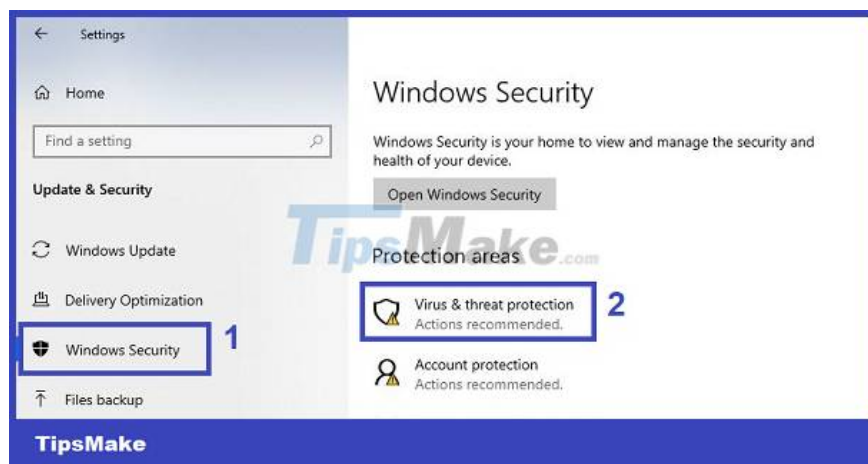 Settings
Home
Find a setting
Update & Security
Windows Update
Delivery Optimization
Windows Security
1
Files backup
Windows Security
Windows Security is your home to view and manage the security and
health of your device.
Open Windows Security
TipsMake.com
Protection areas
Virus & threat protection
Actions recommended.
2
Account protection
Actions recommended.
TipsMake